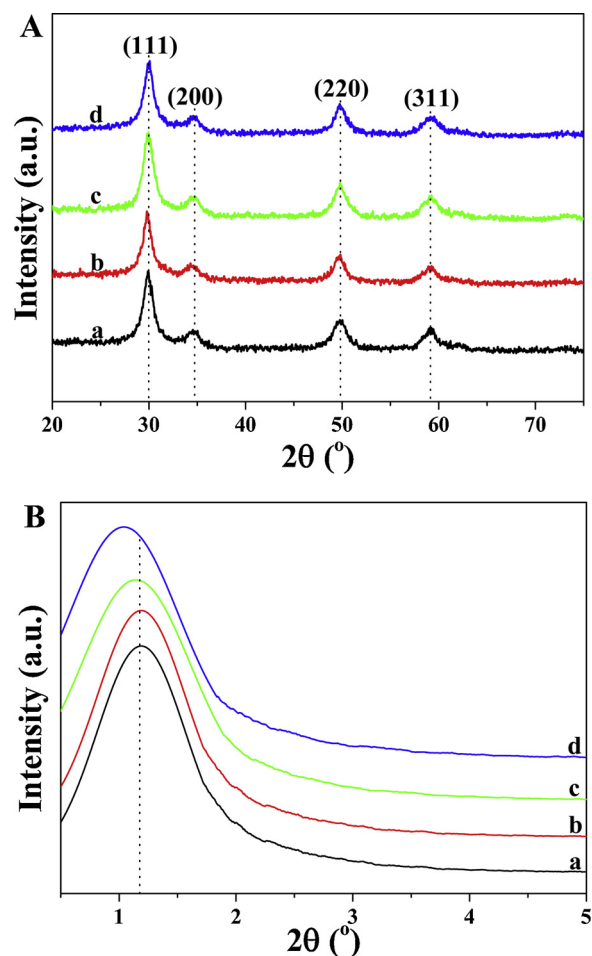 A
(111)
(200)
(220)
(311)
d
c
b
a
Intensity (a.u.)
20 30 40 50 60 70
2θ (°)
B
d
c
b
a
Intensity (a.u.)
1 2 3 4 5
2θ (°)